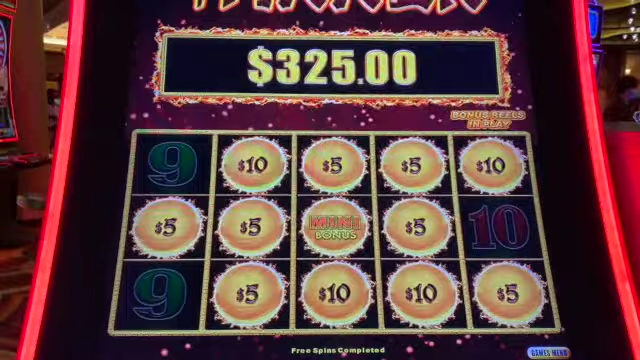 $325.00
BONUS REELS
IN PLAY
9 $10 $5 $5 $10
$5 $5 MINI $5 10
BONUS
9 $5 $10 $10 $5
Free Spins Completed
GAMES MENU